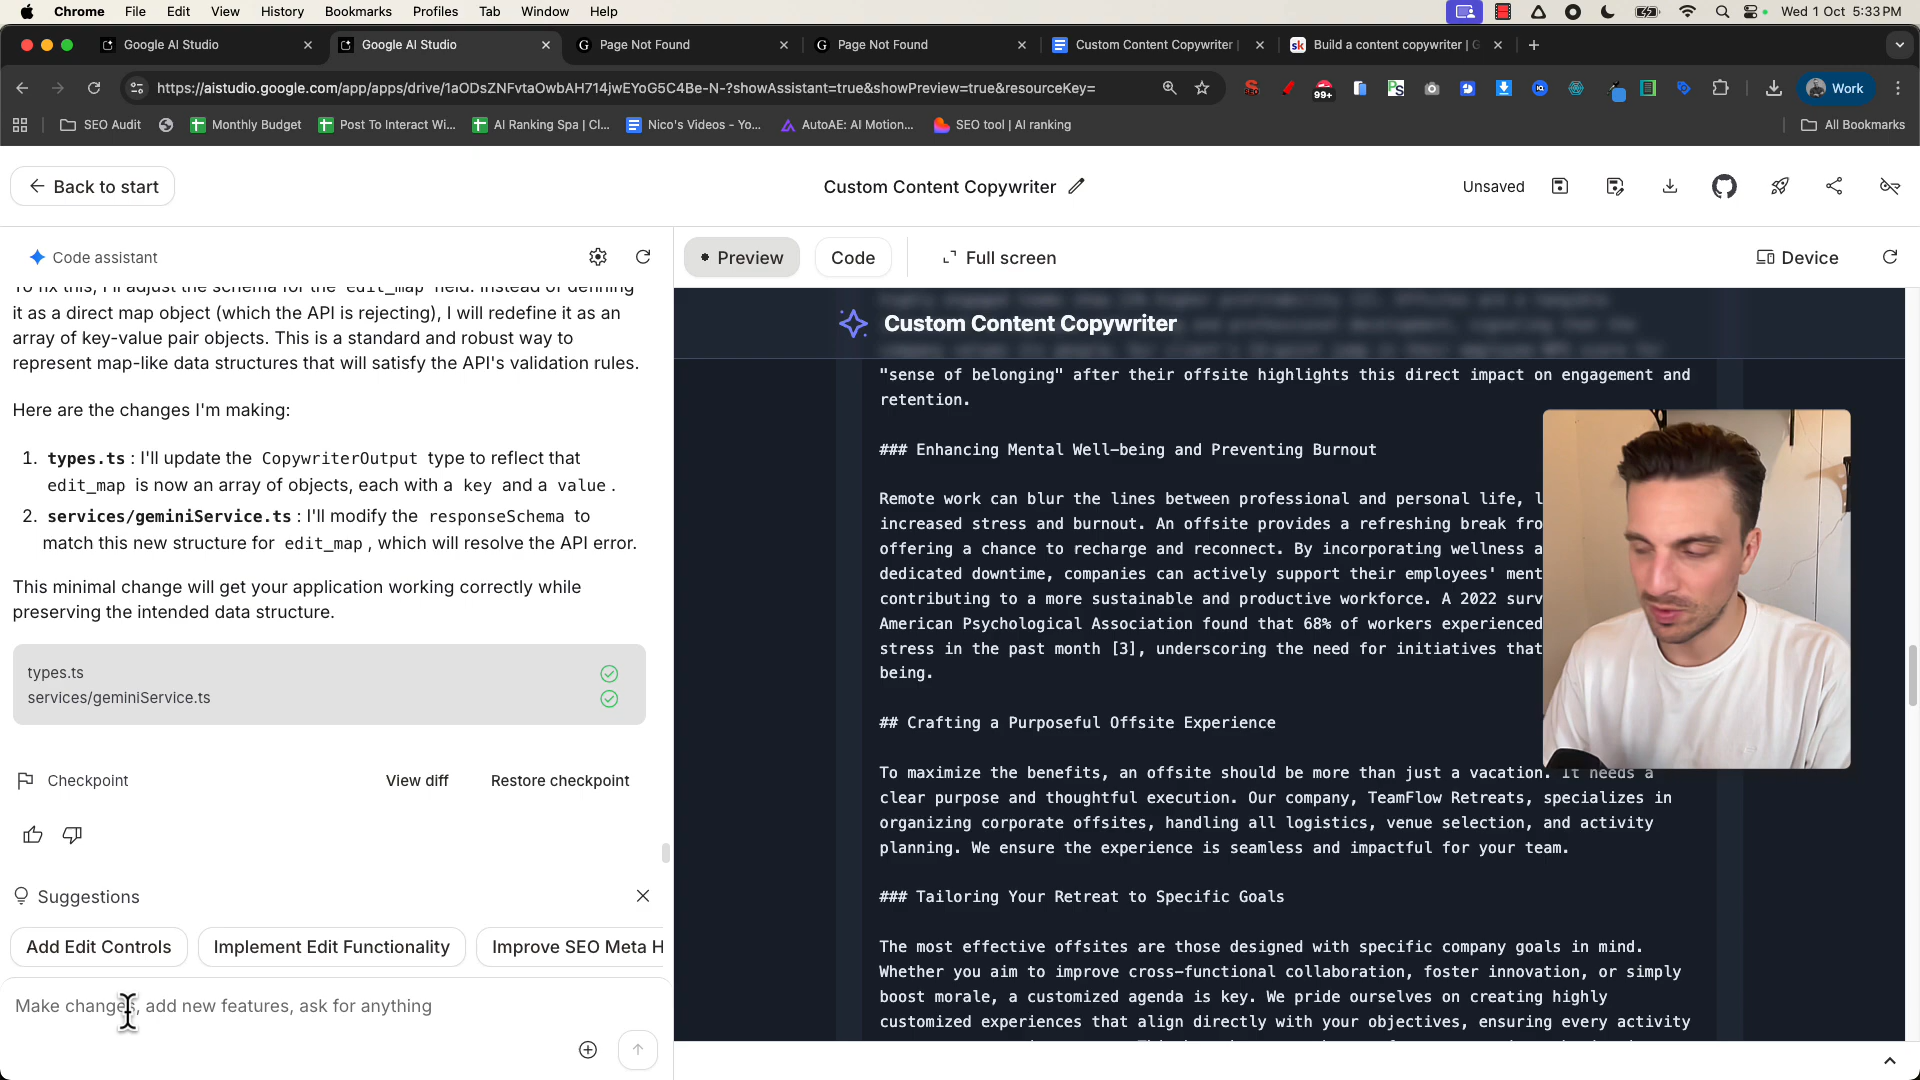 Chrome File Edit View History Bookmarks Profiles Tab Window Help
Wed 1 Oct 5:33 PM
Google AI Studio
Google AI Studio
Page Not Found
Page Not Found
Custom Content Copywriter |
Build a content copywriter | G
https://aistudio.google.com/app/apps/drive/1aODsZNFvtaOwbAH714jwEYoG5C4Be-N-?showAssistant=true&showPreview=true&resourceKey=
99+
Work
SEO Audit
Monthly Budget
Post To Interact Wi...
AI Ranking Spa | Cl...
Nico's Videos - Yo...
AutoAE: AI Motion...
SEO tool | AI ranking
All Bookmarks
Back to start
Custom Content Copywriter
Unsaved
Code assistant
To fix this, I'll adjust the schema for the edit_map field. Instead of defining
it as a direct map object (which the API is rejecting), I will redefine it as an
array of key-value pair objects. This is a standard and robust way to
represent map-like data structures that will satisfy the API's validation rules.
Here are the changes I'm making:
1. types.ts : I'll update the CopywriterOutput type to reflect that
edit_map is now an array of objects, each with a key and a value .
2. services/geminiService.ts : I'll modify the responseSchema to
match this new structure for edit_map , which will resolve the API error.
This minimal change will get your application working correctly while
preserving the intended data structure.
types.ts
services/geminiService.ts
Checkpoint
View diff
Restore checkpoint
Suggestions
Add Edit Controls
Implement Edit Functionality
Improve SEO Meta H
Make changes, add new features, ask for anything
Preview
Code
Full screen
Device
Custom Content Copywriter
"sense of belonging" after their offsite highlights this direct impact on engagement and
retention.
### Enhancing Mental Well-being and Preventing Burnout
Remote work can blur the lines between professional and personal life, l
increased stress and burnout. An offsite provides a refreshing break fro
offering a chance to recharge and reconnect. By incorporating wellness a
dedicated downtime, companies can actively support their employees' ment
contributing to a more sustainable and productive workforce. A 2022 surv
American Psychological Association found that 68% of workers experienced
stress in the past month [3], underscoring the need for initiatives that
being.
## Crafting a Purposeful Offsite Experience
To maximize the benefits, an offsite should be more than just a vacation. It needs a
clear purpose and thoughtful execution. Our company, TeamFlow Retreats, specializes in
organizing corporate offsites, handling all logistics, venue selection, and activity
planning. We ensure the experience is seamless and impactful for your team.
### Tailoring Your Retreat to Specific Goals
The most effective offsites are those designed with specific company goals in mind.
Whether you aim to improve cross-functional collaboration, foster innovation, or simply
boost morale, a customized agenda is key. We pride ourselves on creating highly
customized experiences that align directly with your objectives, ensuring every activity